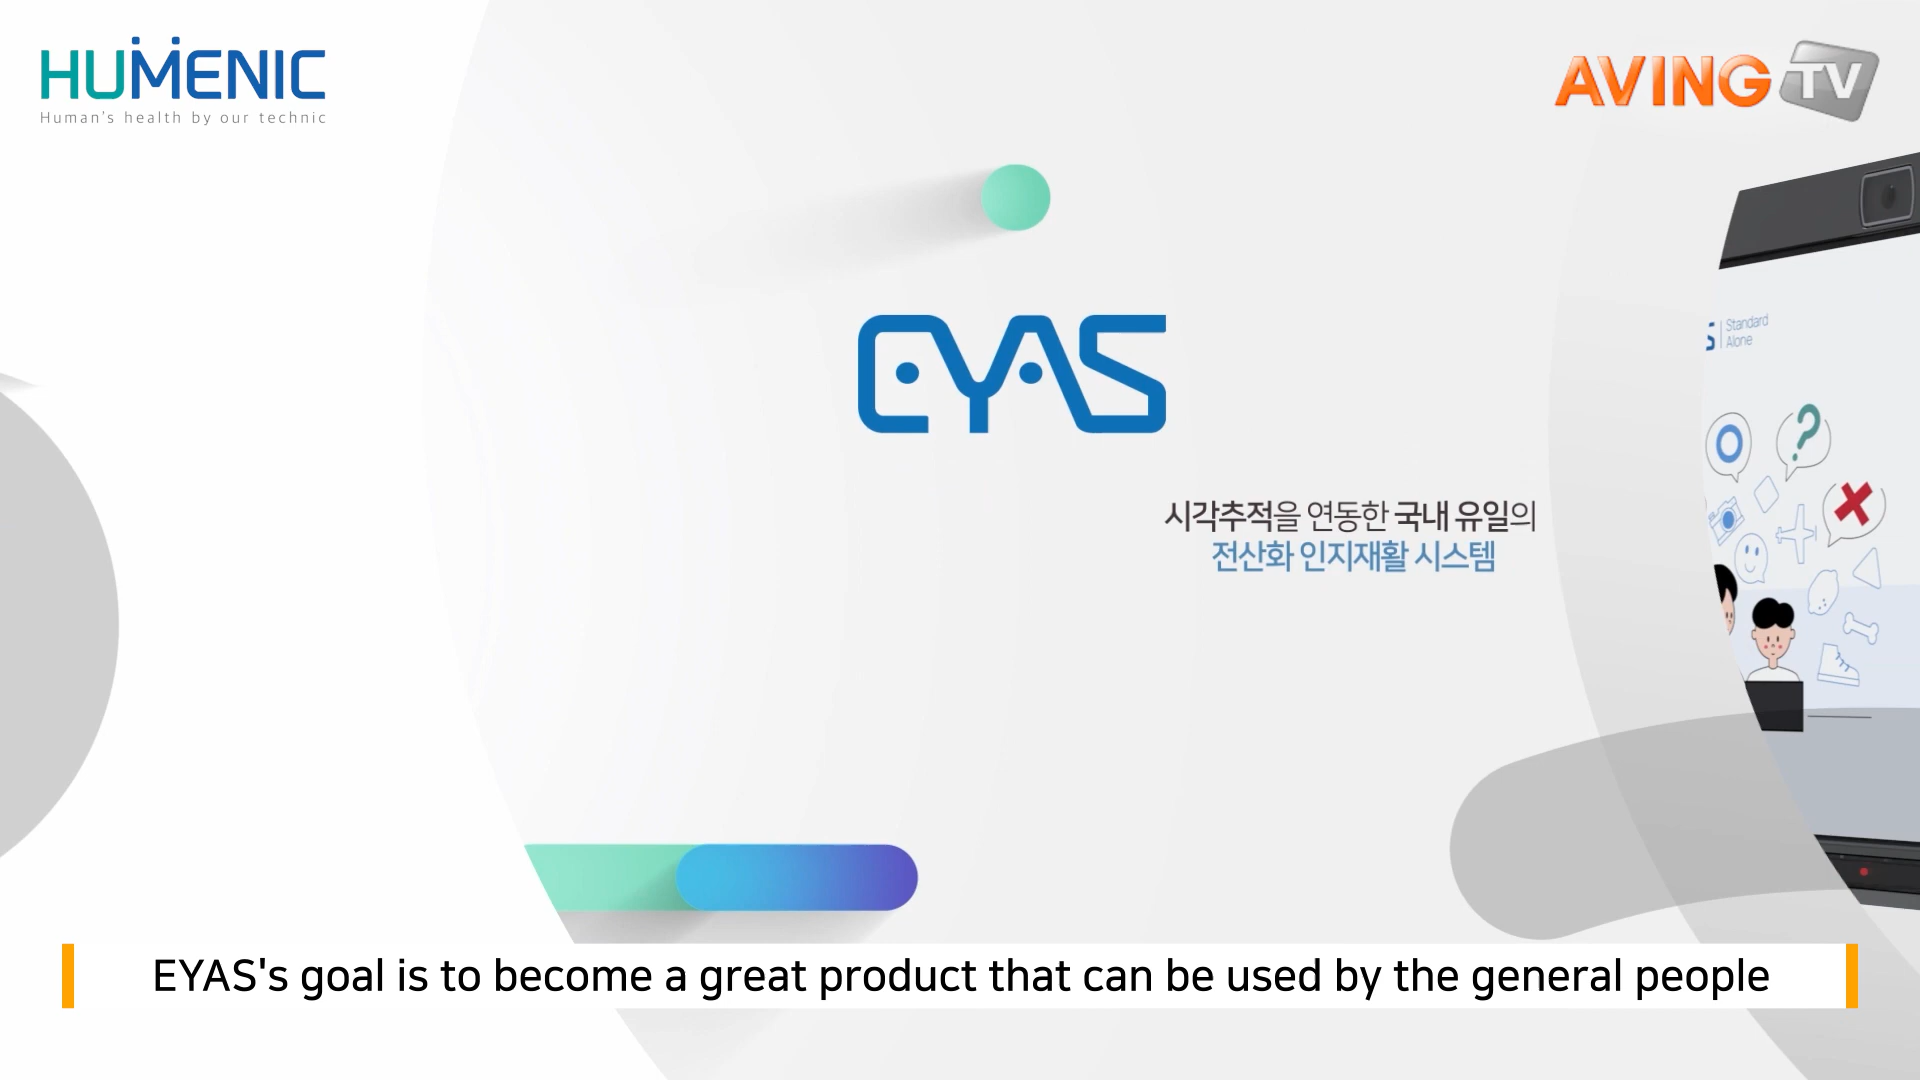 HUMENIC
Human's health by our technic
AVING TV
EYAS
시각추적을 연동한 국내 유일의
전산화 인지재활 시스템
S | Standard
Alone
?
EYAS's goal is to become a great product that can be used by the general people